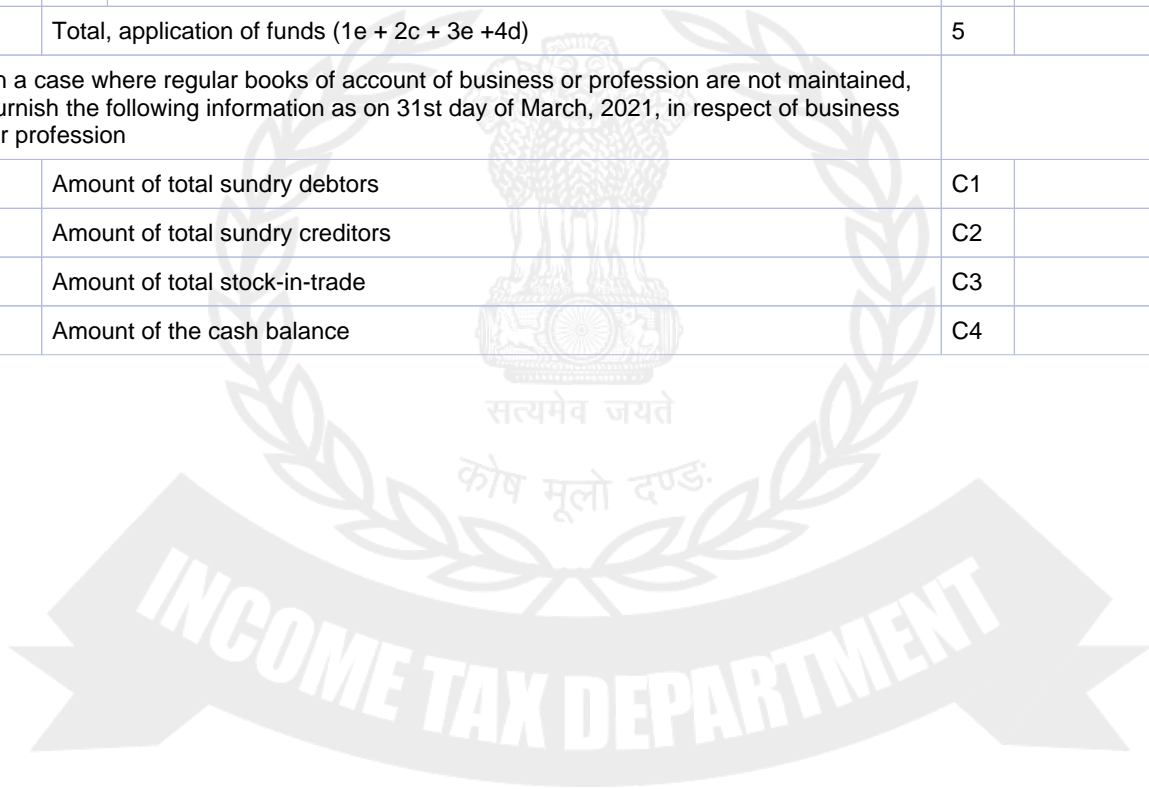 Total, application of funds (1e + 2c + 3e +4d) 5
n a case where regular books of account of business or profession are not maintained,
urnish the following information as on 31st day of March, 2021, in respect of business
r profession
Amount of total sundry debtors C1
Amount of total sundry creditors C2
Amount of total stock-in-trade C3
Amount of the cash balance C4
सत्यमेव जयते
कोष मूलो दण्डः
INCOME TAX DEPARTMENT